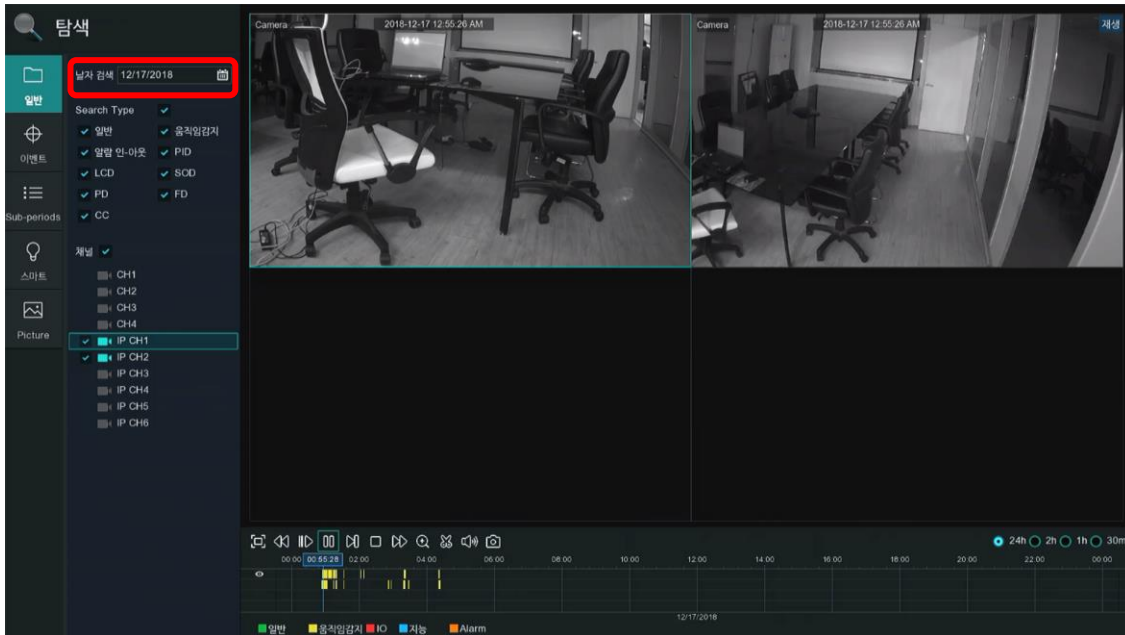 탐색
일반
이벤트
Sub-periods
스마트
Picture
날자 검색 12/17/2018
Search Type
일반 움직임감지
알람 인-아웃 PID
LCD SOD
PD FD
CC
채널
CH1
CH2
CH3
CH4
IP CH1
IP CH2
IP CH3
IP CH4
IP CH5
IP CH6
Camera 2018-12-17 12:55:26 AM
Camera 2018-12-17 12:55:26 AM
재생
24h 2h 1h 30m
00:00 00:55:28 02:00 04:00 06:00 08:00 10:00 12:00 14:00 16:00 18:00 20:00 22:00 00:00
12/17/2018
일반 움직임감지 IO 지능 Alarm